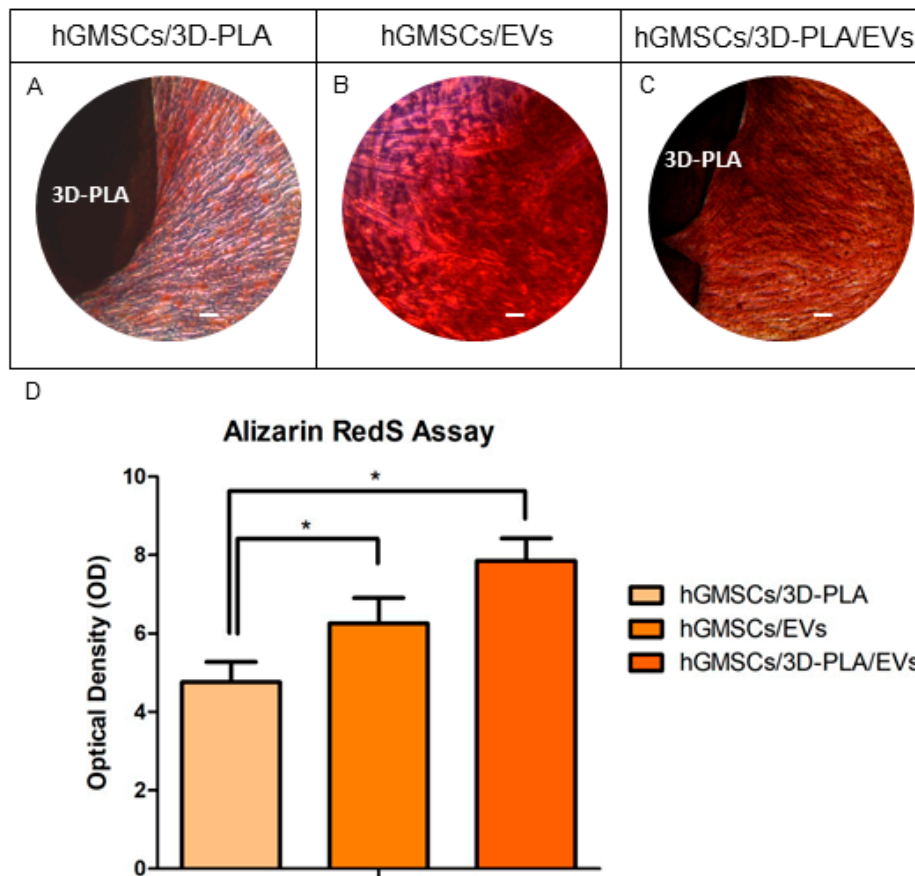 hGMSCs/3D-PLA
hGMSCs/EVs
hGMSCs/3D-PLA/EVs
A
3D-PLA
B
C
3D-PLA
D
Alizarin RedS Assay
Optical Density (OD)
10
8
6
4
2
0
*
*
hGMSCs/3D-PLA
hGMSCs/EVs
hGMSCs/3D-PLA/EVs